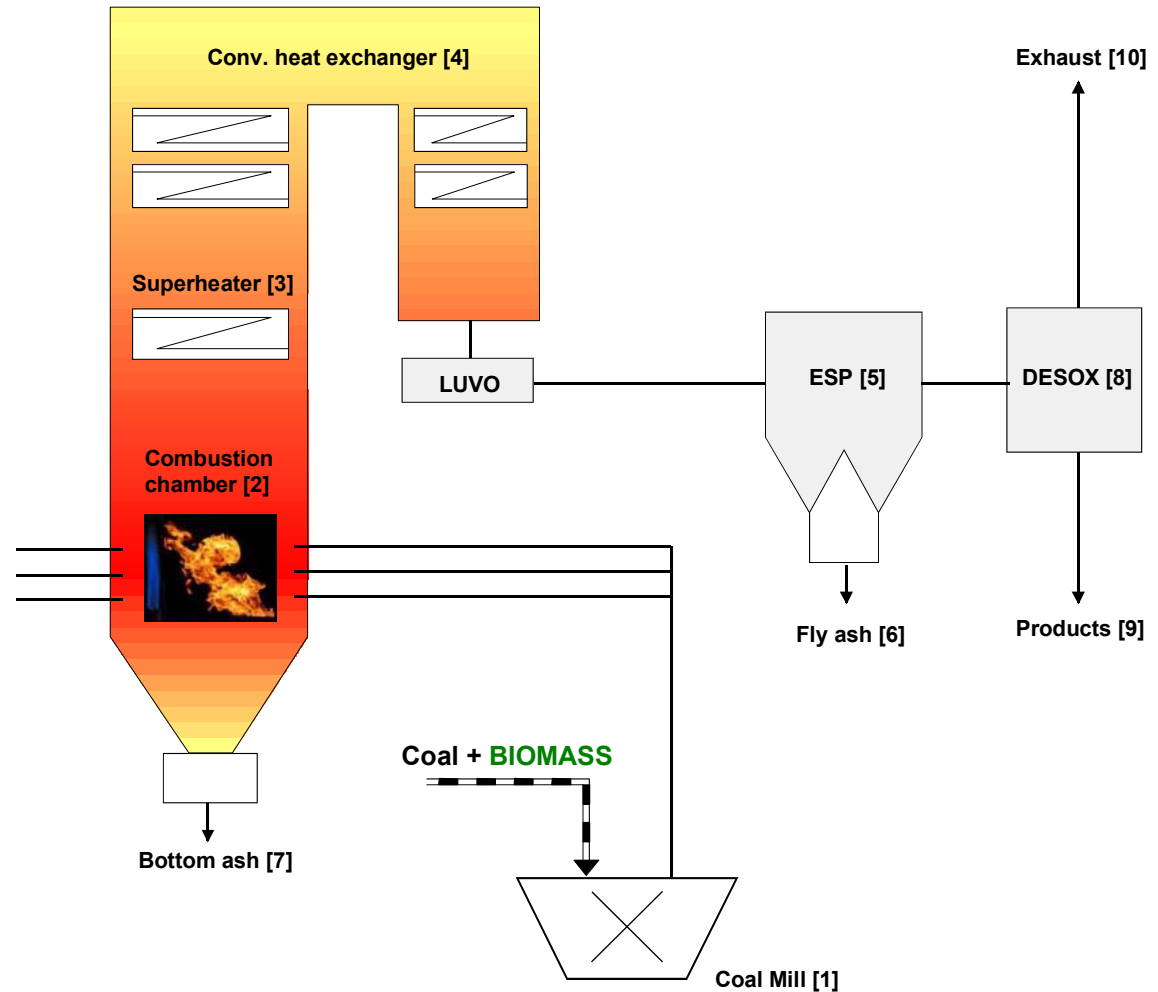 Conv. heat exchanger [4]
Exhaust [10]
Superheater [3]
LUVO
ESP [5]
DESOX [8]
Combustion
chamber [2]
Fly ash [6]
Products [9]
Coal + BIOMASS
Bottom ash [7]
Coal Mill [1]